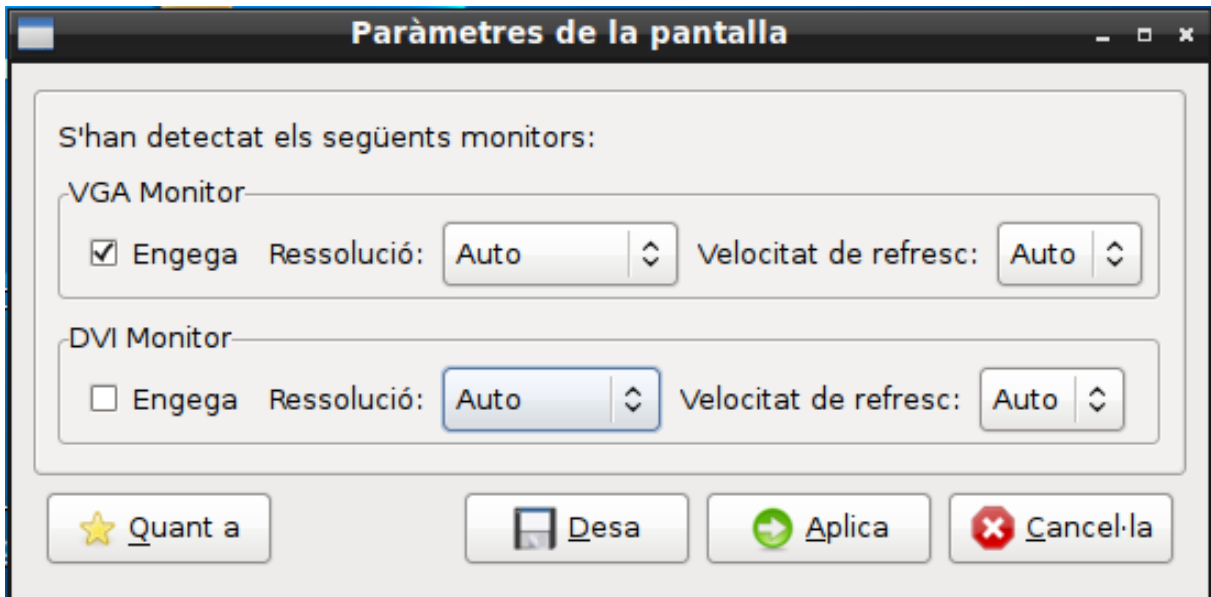 Paràmetres de la pantalla
S'han detectat els següents monitors:
VGA Monitor
Engega Ressolució: Auto Velocitat de refresc: Auto
DVI Monitor
Engega Ressolució: Auto Velocitat de refresc: Auto
Quant a Desa Aplica Cancel·la